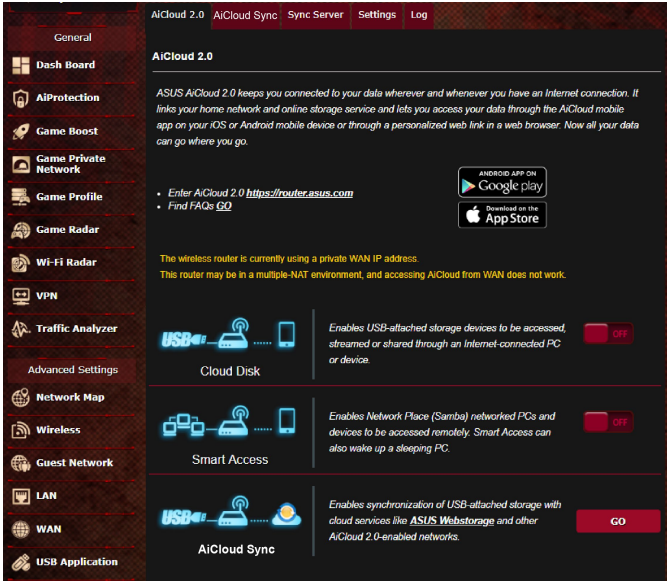 AiCloud 2.0 AiCloud Sync Sync Server Settings Log
General
Dash Board
AiProtection
Game Boost
Game Private
Network
Game Profile
Game Radar
Wi-Fi Radar
VPN
Traffic Analyzer
Advanced Settings
Network Map
Wireless
Guest Network
LAN
WAN
USB Application
AiCloud 2.0
ASUS AiCloud 2.0 keeps you connected to your data wherever and whenever you have an Internet connection. It
links your home network and online storage service and lets you access your data through the AiCloud mobile
app on your iOS or Android mobile device or through a personalized web link in a web browser. Now all your data
can go where you go.
• Enter AiCloud 2.0 https://router.asus.com
• Find FAQs GO
ANDROID APP ON
Google play
Download on the
App Store
The wireless router is currently using a private WAN IP address.
This router may be in a multiple-NAT environment, and accessing AiCloud from WAN does not work.
USB
Cloud Disk
Enables USB-attached storage devices to be accessed,
streamed or shared through an Internet-connected PC
or device.
OFF
Smart Access
Enables Network Place (Samba) networked PCs and
devices to be accessed remotely. Smart Access can
also wake up a sleeping PC.
OFF
USB
AiCloud Sync
Enables synchronization of USB-attached storage with
cloud services like ASUS Webstorage and other
AiCloud 2.0-enabled networks.
GO